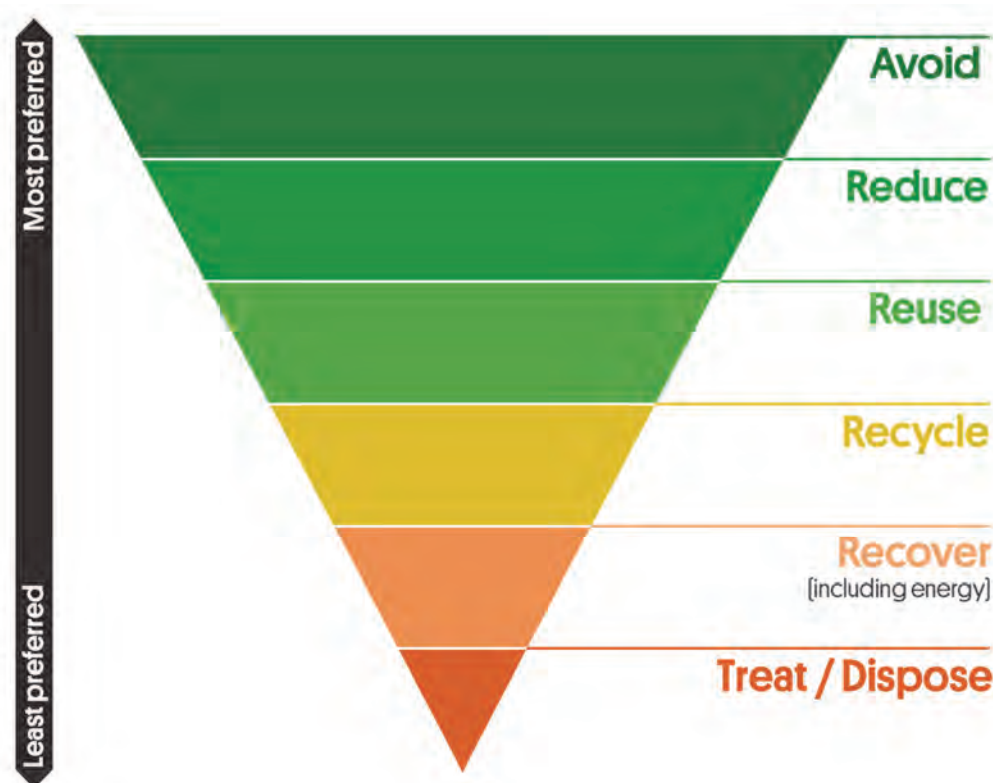 Most preferred
Avoid
Reduce
Reuse
Recycle
Recover
(including energy)
Treat / Dispose
Least preferred